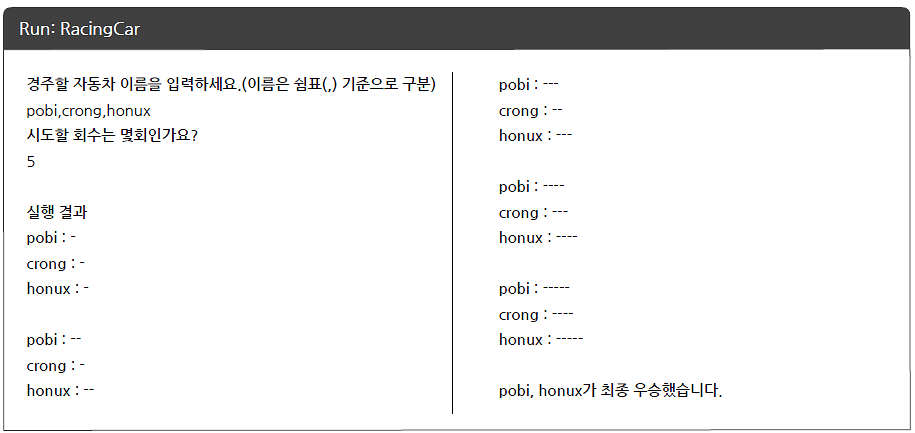 Run: RacingCar
경주할 자동차 이름을 입력하세요.(이름은 쉼표(,) 기준으로 구분)
pobi,crong,honux
시도할 회수는 몇회인가요?
5
실행 결과
pobi : -
crong : -
honux : -
pobi : --
crong : -
honux : --
pobi : ---
crong : --
honux : ---
pobi : ----
crong : ---
honux : ----
pobi : -----
crong : ----
honux : -----
pobi, honux가 최종 우승했습니다.